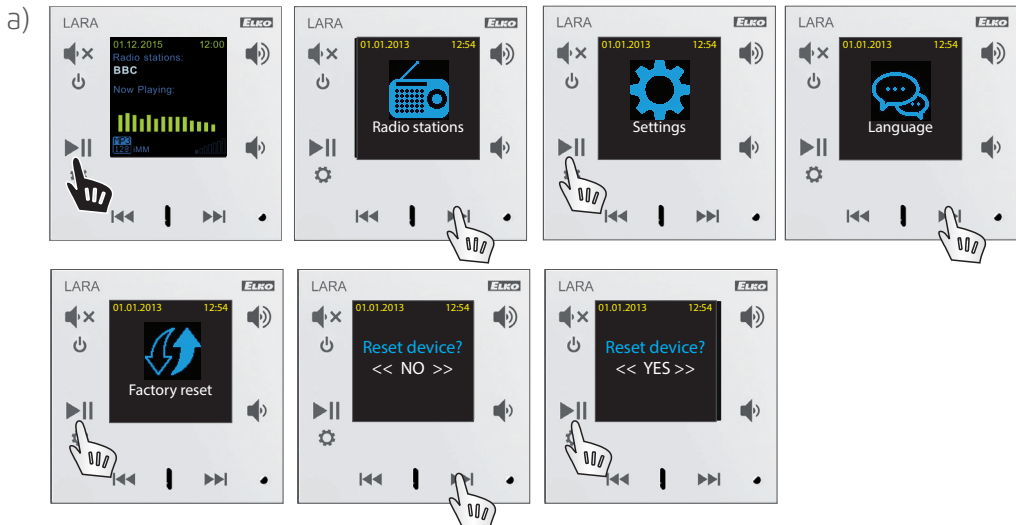 a)
LARA ELKO
01.12.2015 12:00
Radio stations:
BBC
Now Playing:
MP3
128 iMM
LARA ELKO
01.01.2013 12:54
Radio stations
LARA ELKO
01.01.2013 12:54
Settings
LARA ELKO
01.01.2013 12:54
Language
LARA ELKO
01.01.2013 12:54
Factory reset
LARA ELKO
01.01.2013 12:54
Reset device?
<< NO >>
LARA ELKO
01.01.2013 12:54
Reset device?
<< YES >>